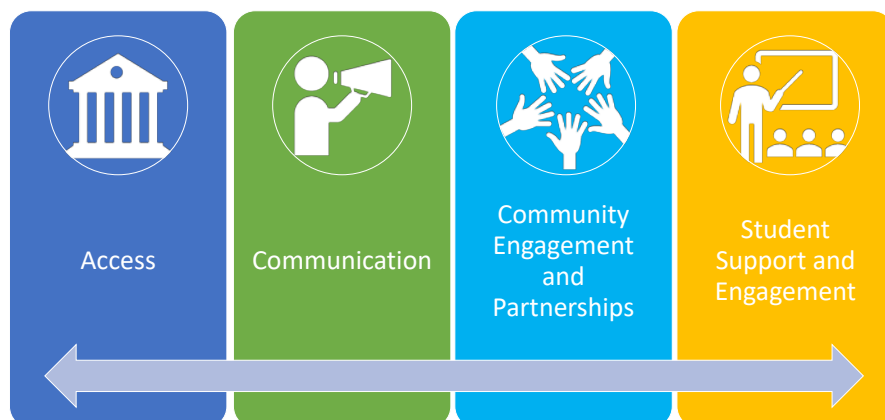 Access
Communication
Community
Engagement
and
Partnerships
Student
Support and
Engagement